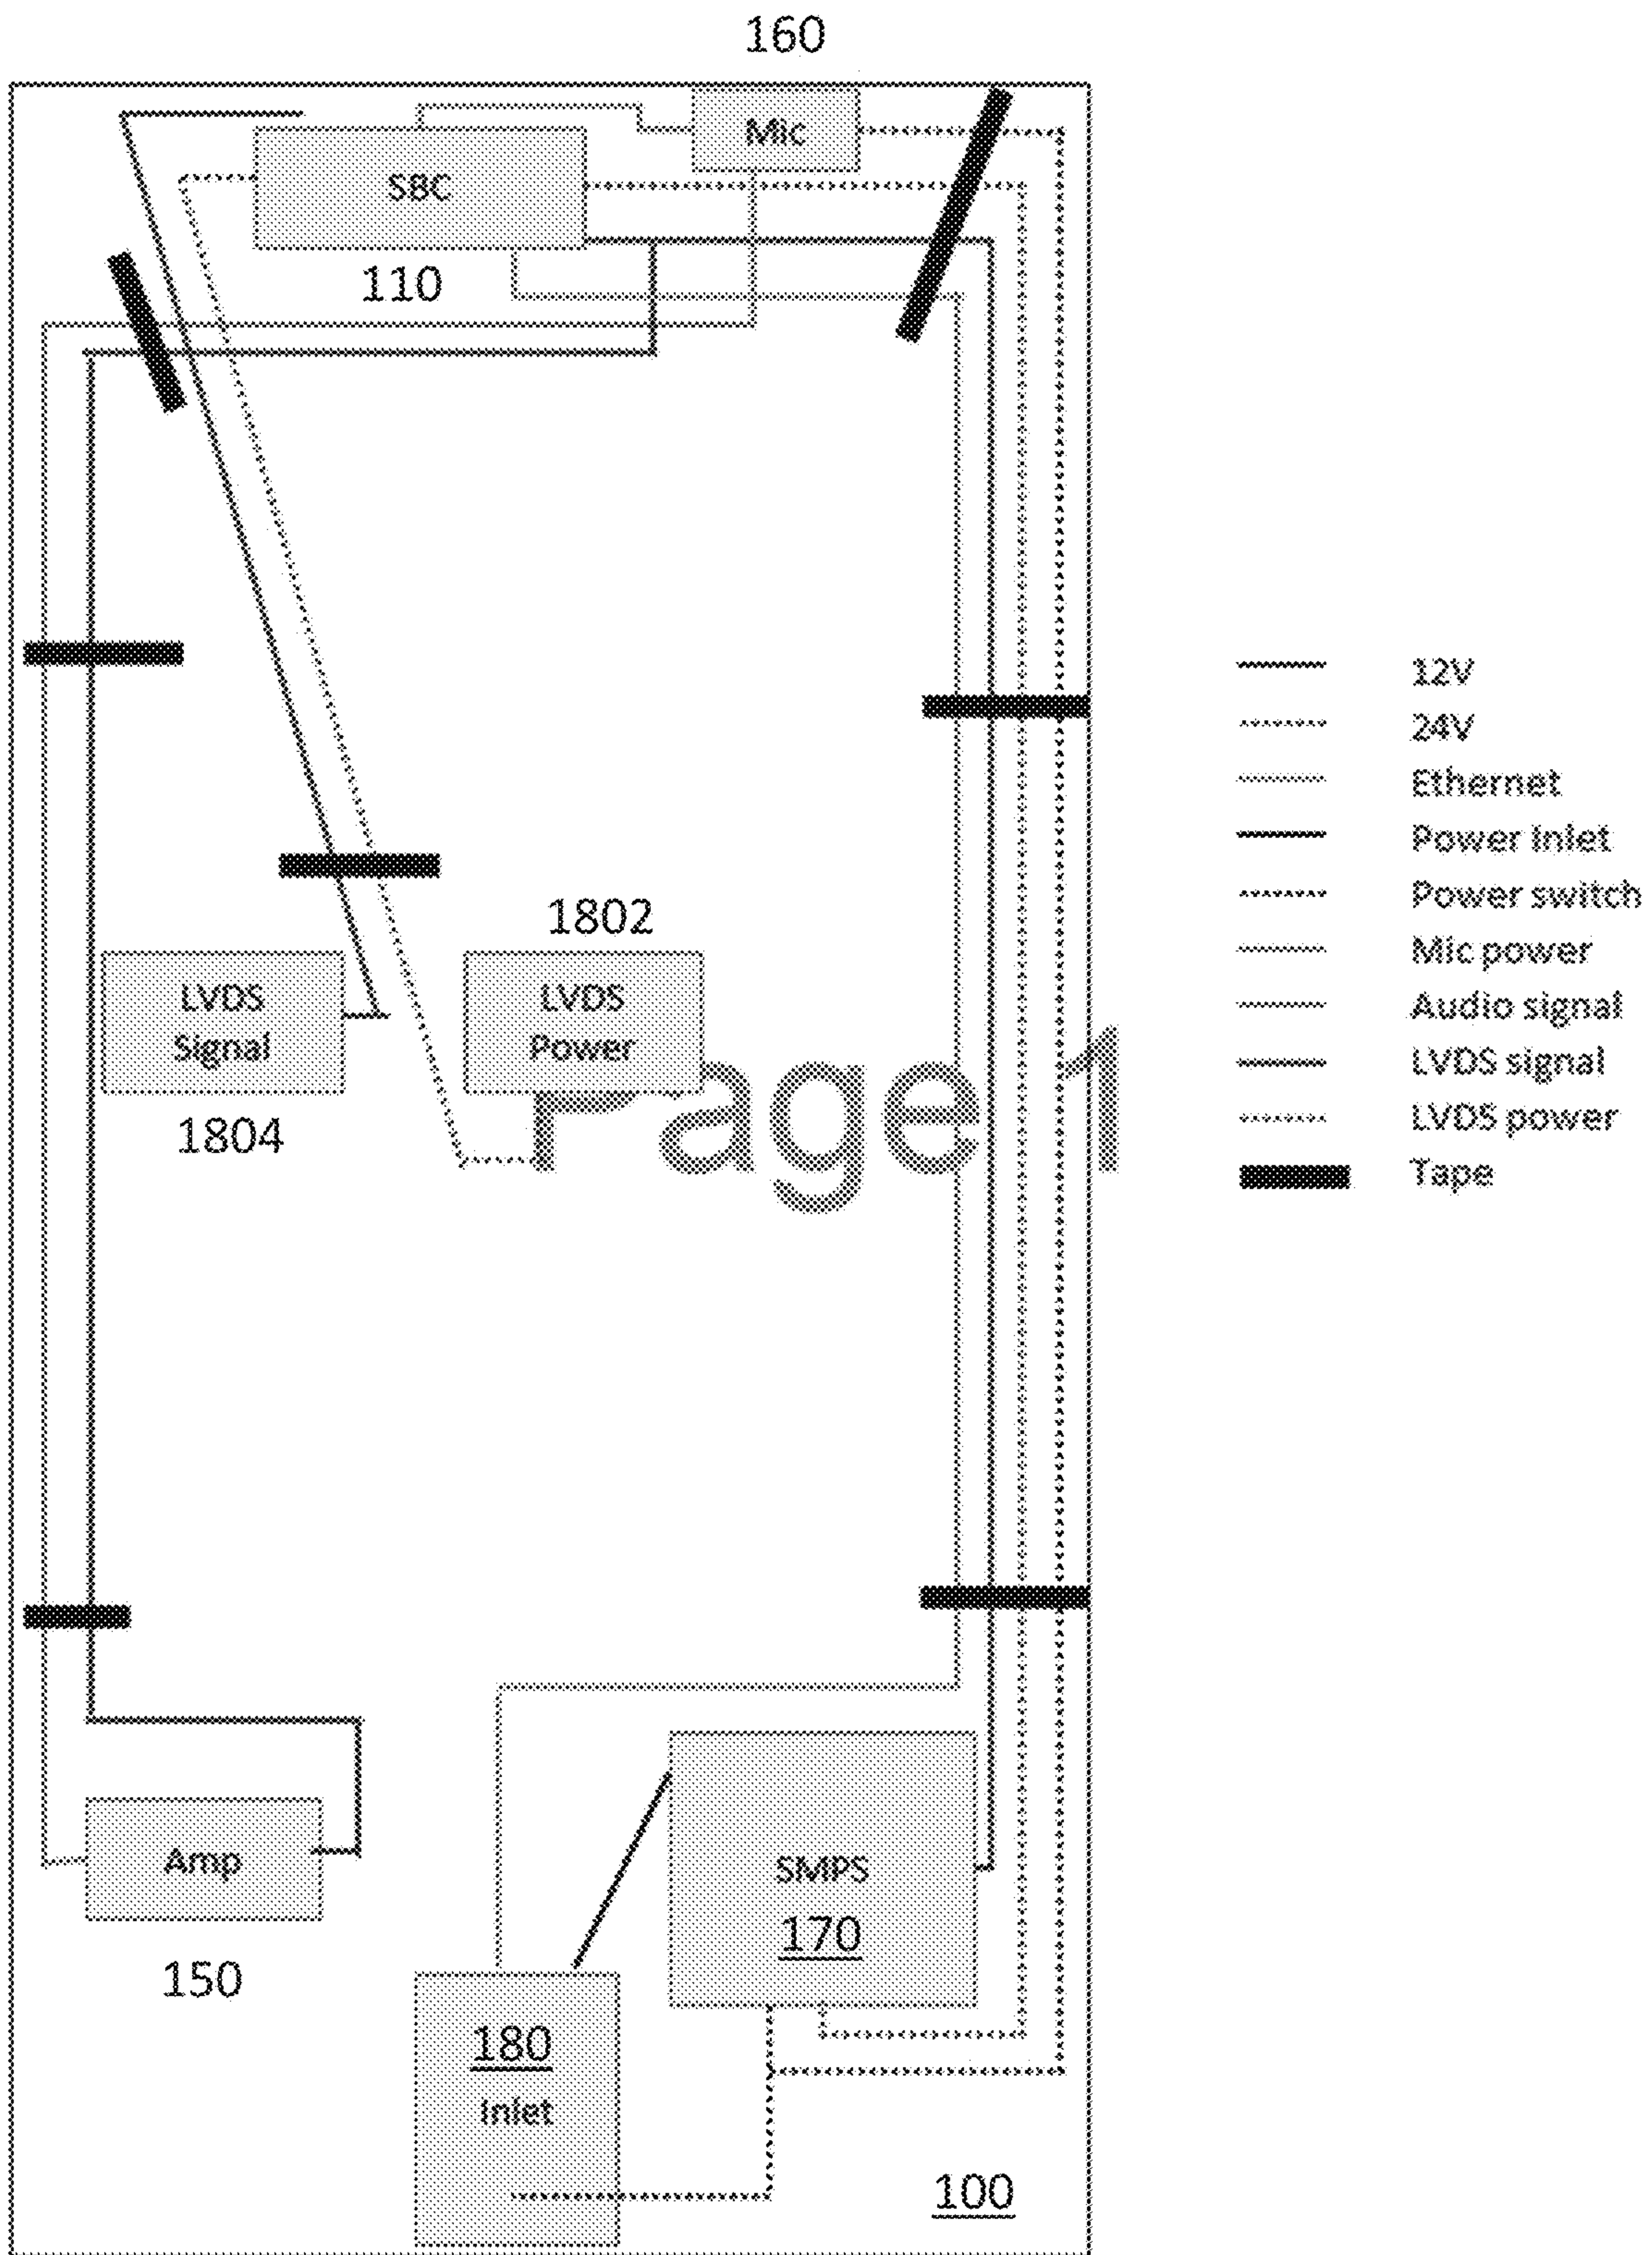 160
Mic
SBC
110
1802
LVDS
Signal
LVDS
Power
1804
Page 1
Amp
150
SMPS
170
180
Inlet
100
12V
24V
Ethernet
Power Inlet
Power switch
Mic power
Audio signal
LVDS signal
LVDS power
Tape